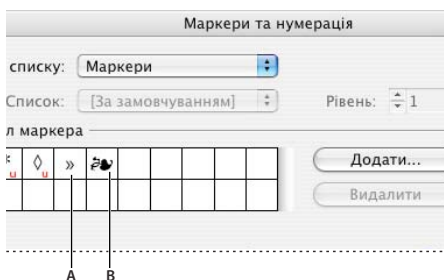 Маркери та нумерація
списку: Маркери
Список: [За замовчуванням] Рівень: 1
л маркера
u ◊ u »
Додати...
Видалити
A B